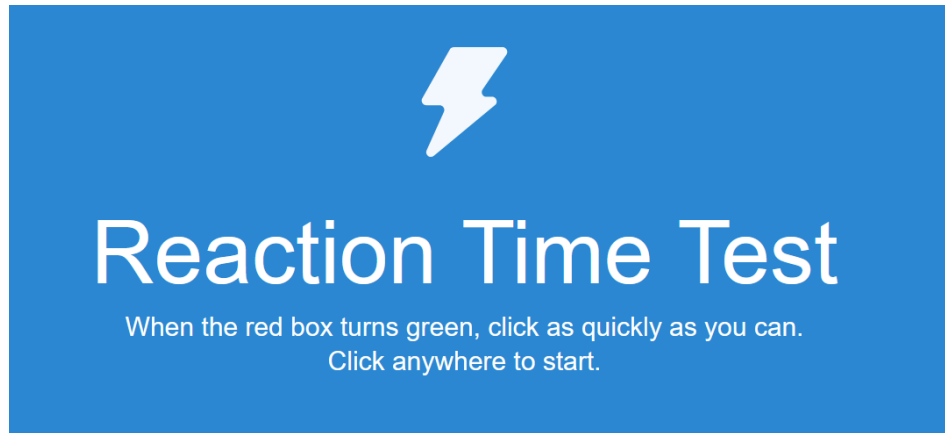 Reaction Time Test
When the red box turns green, click as quickly as you can.
Click anywhere to start.